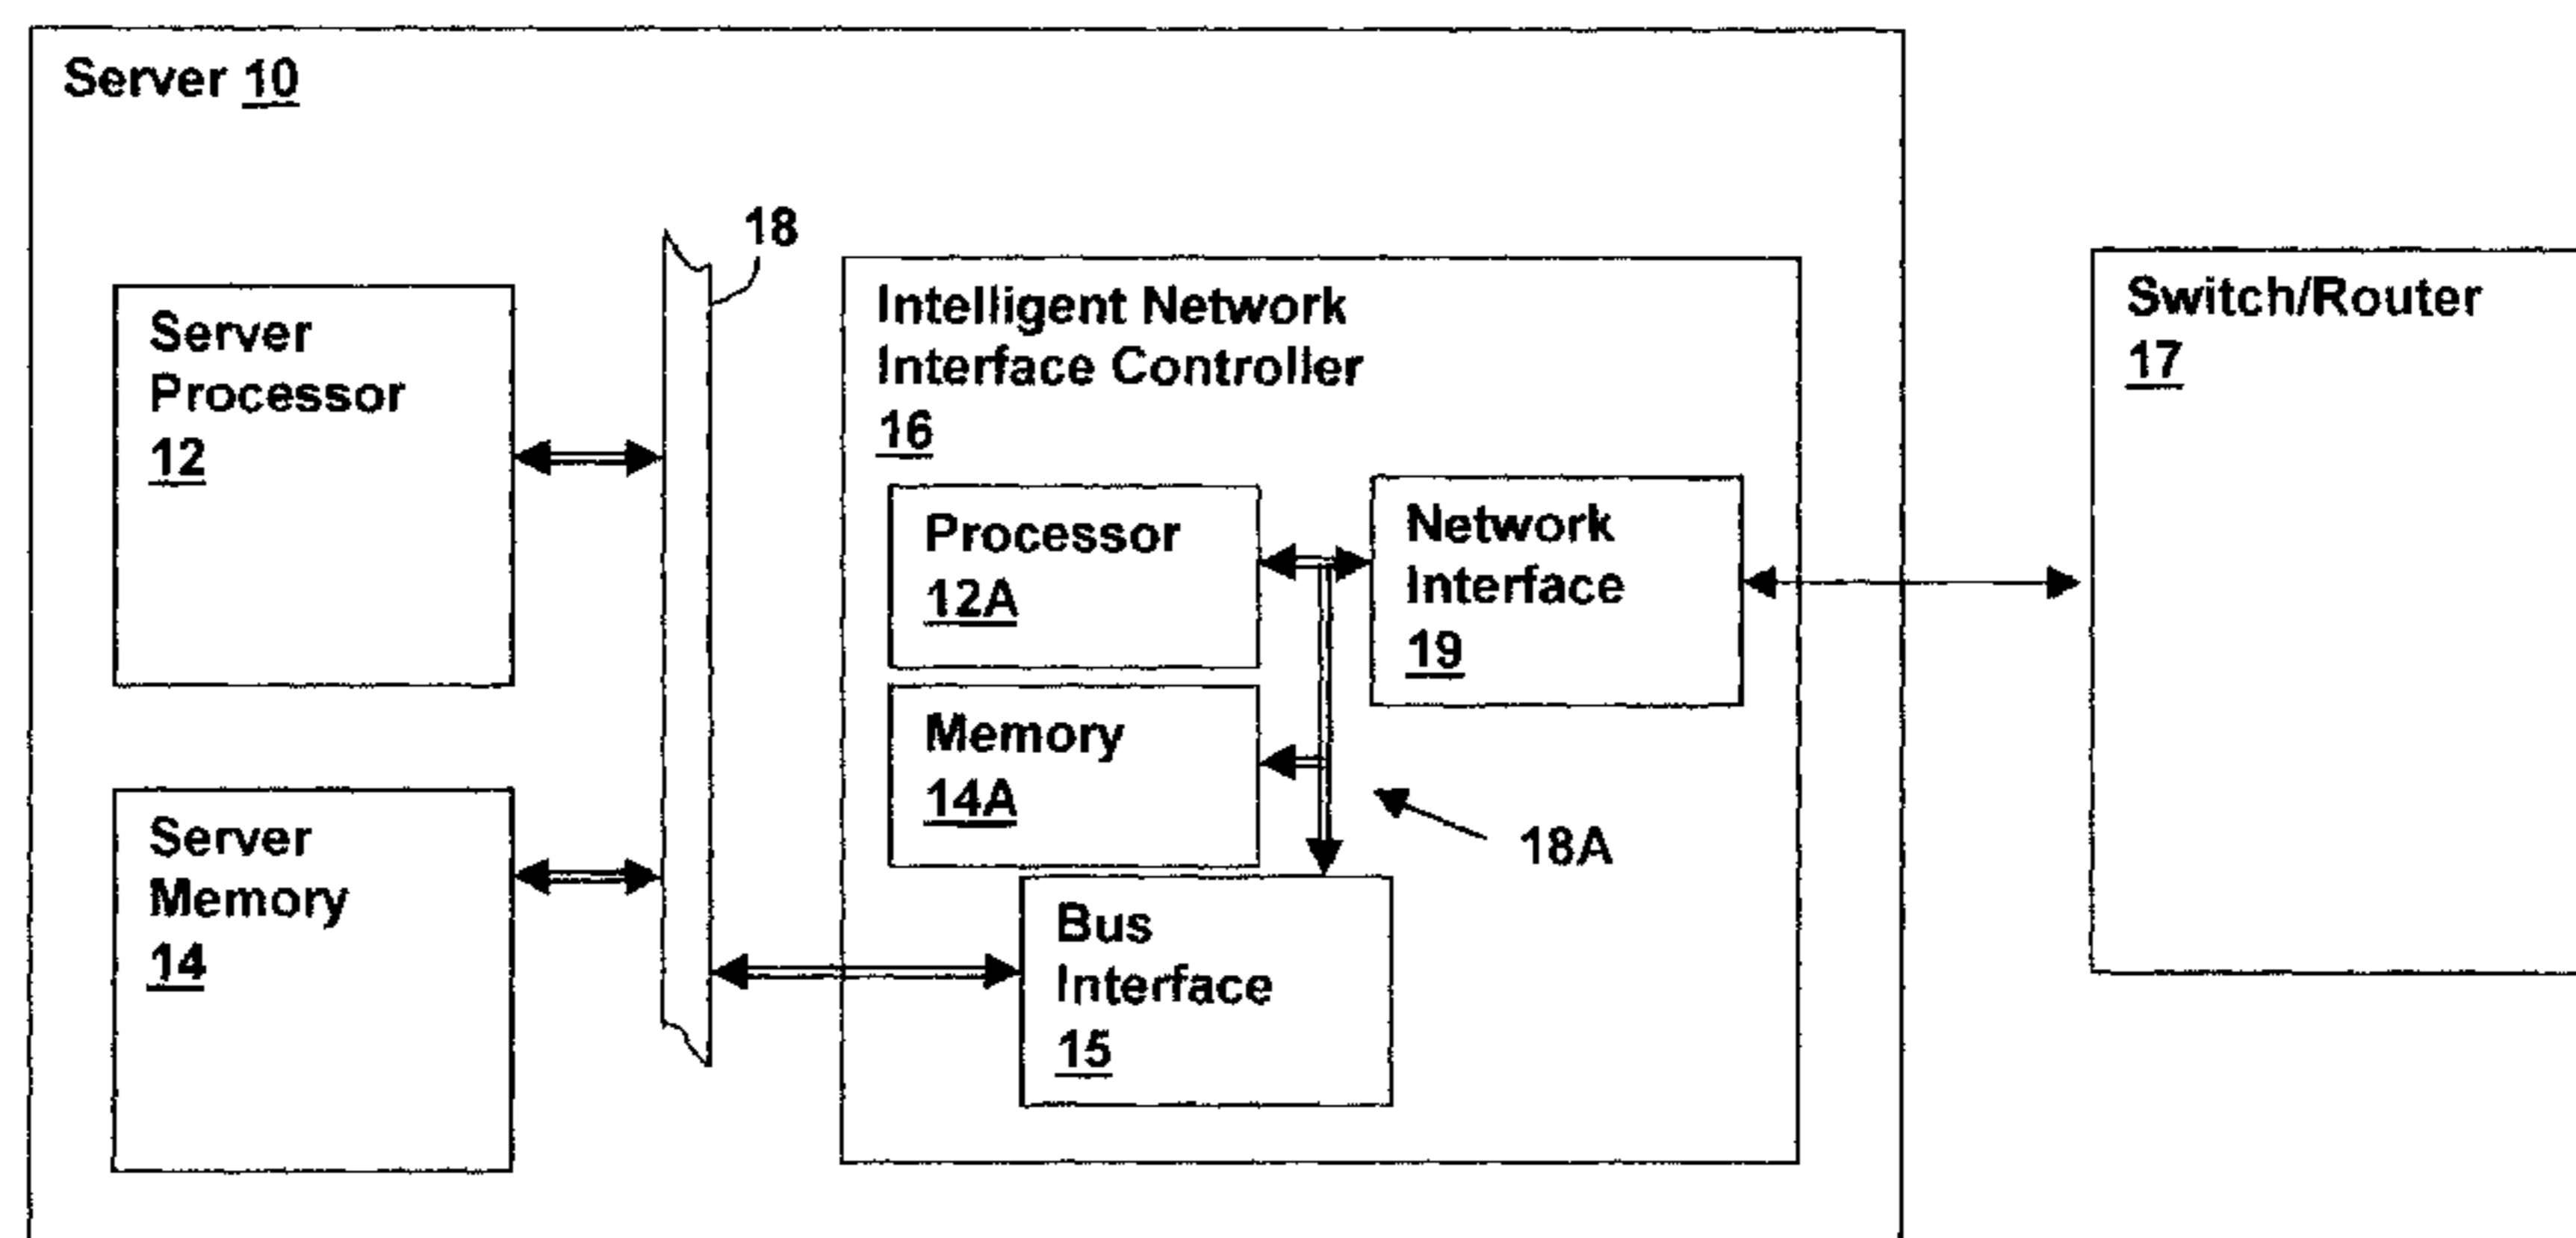 Server 10
18
Server
Processor
12
Server
Memory
14
Intelligent Network
Interface Controller
16
Processor
12A
Network
Interface
19
Memory
14A
18A
Bus
Interface
15
Switch/Router
17